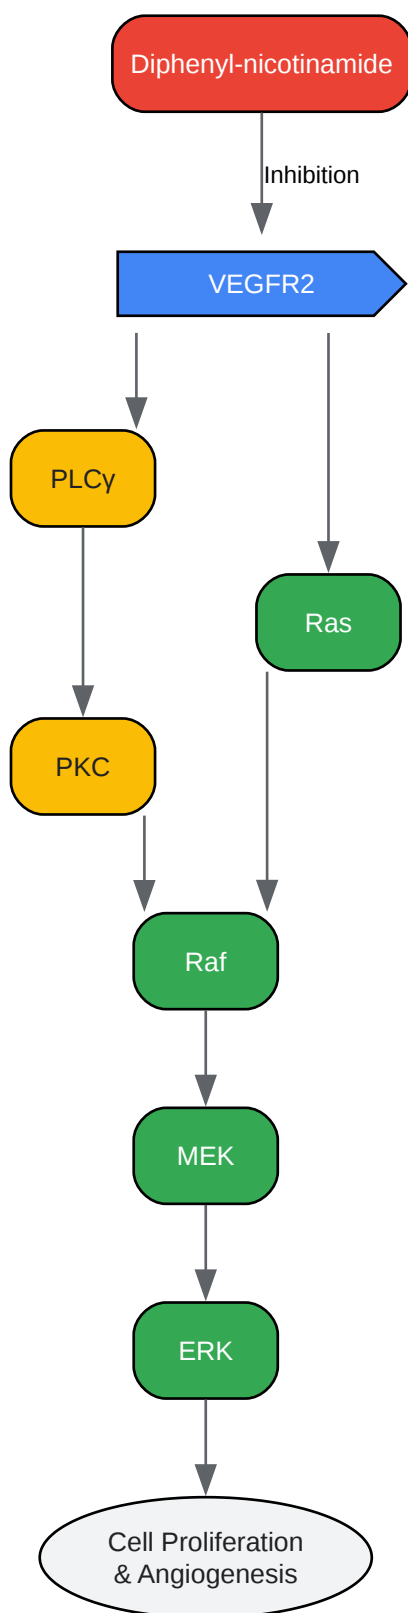 Diphenyl-nicotinamide
Inhibition
VEGFR2
PLCγ
Ras
PKC
Raf
MEK
ERK
Cell Proliferation
& Angiogenesis